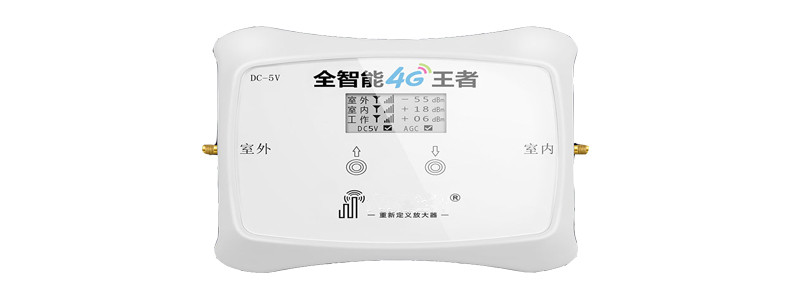 DC-5V
全智能4G王者
室外 - 55 dBm
室内 + 18 dBm
工作 + 06 dBm
DC5V AGC
室外
室内
®
— 重新定义放大器 —